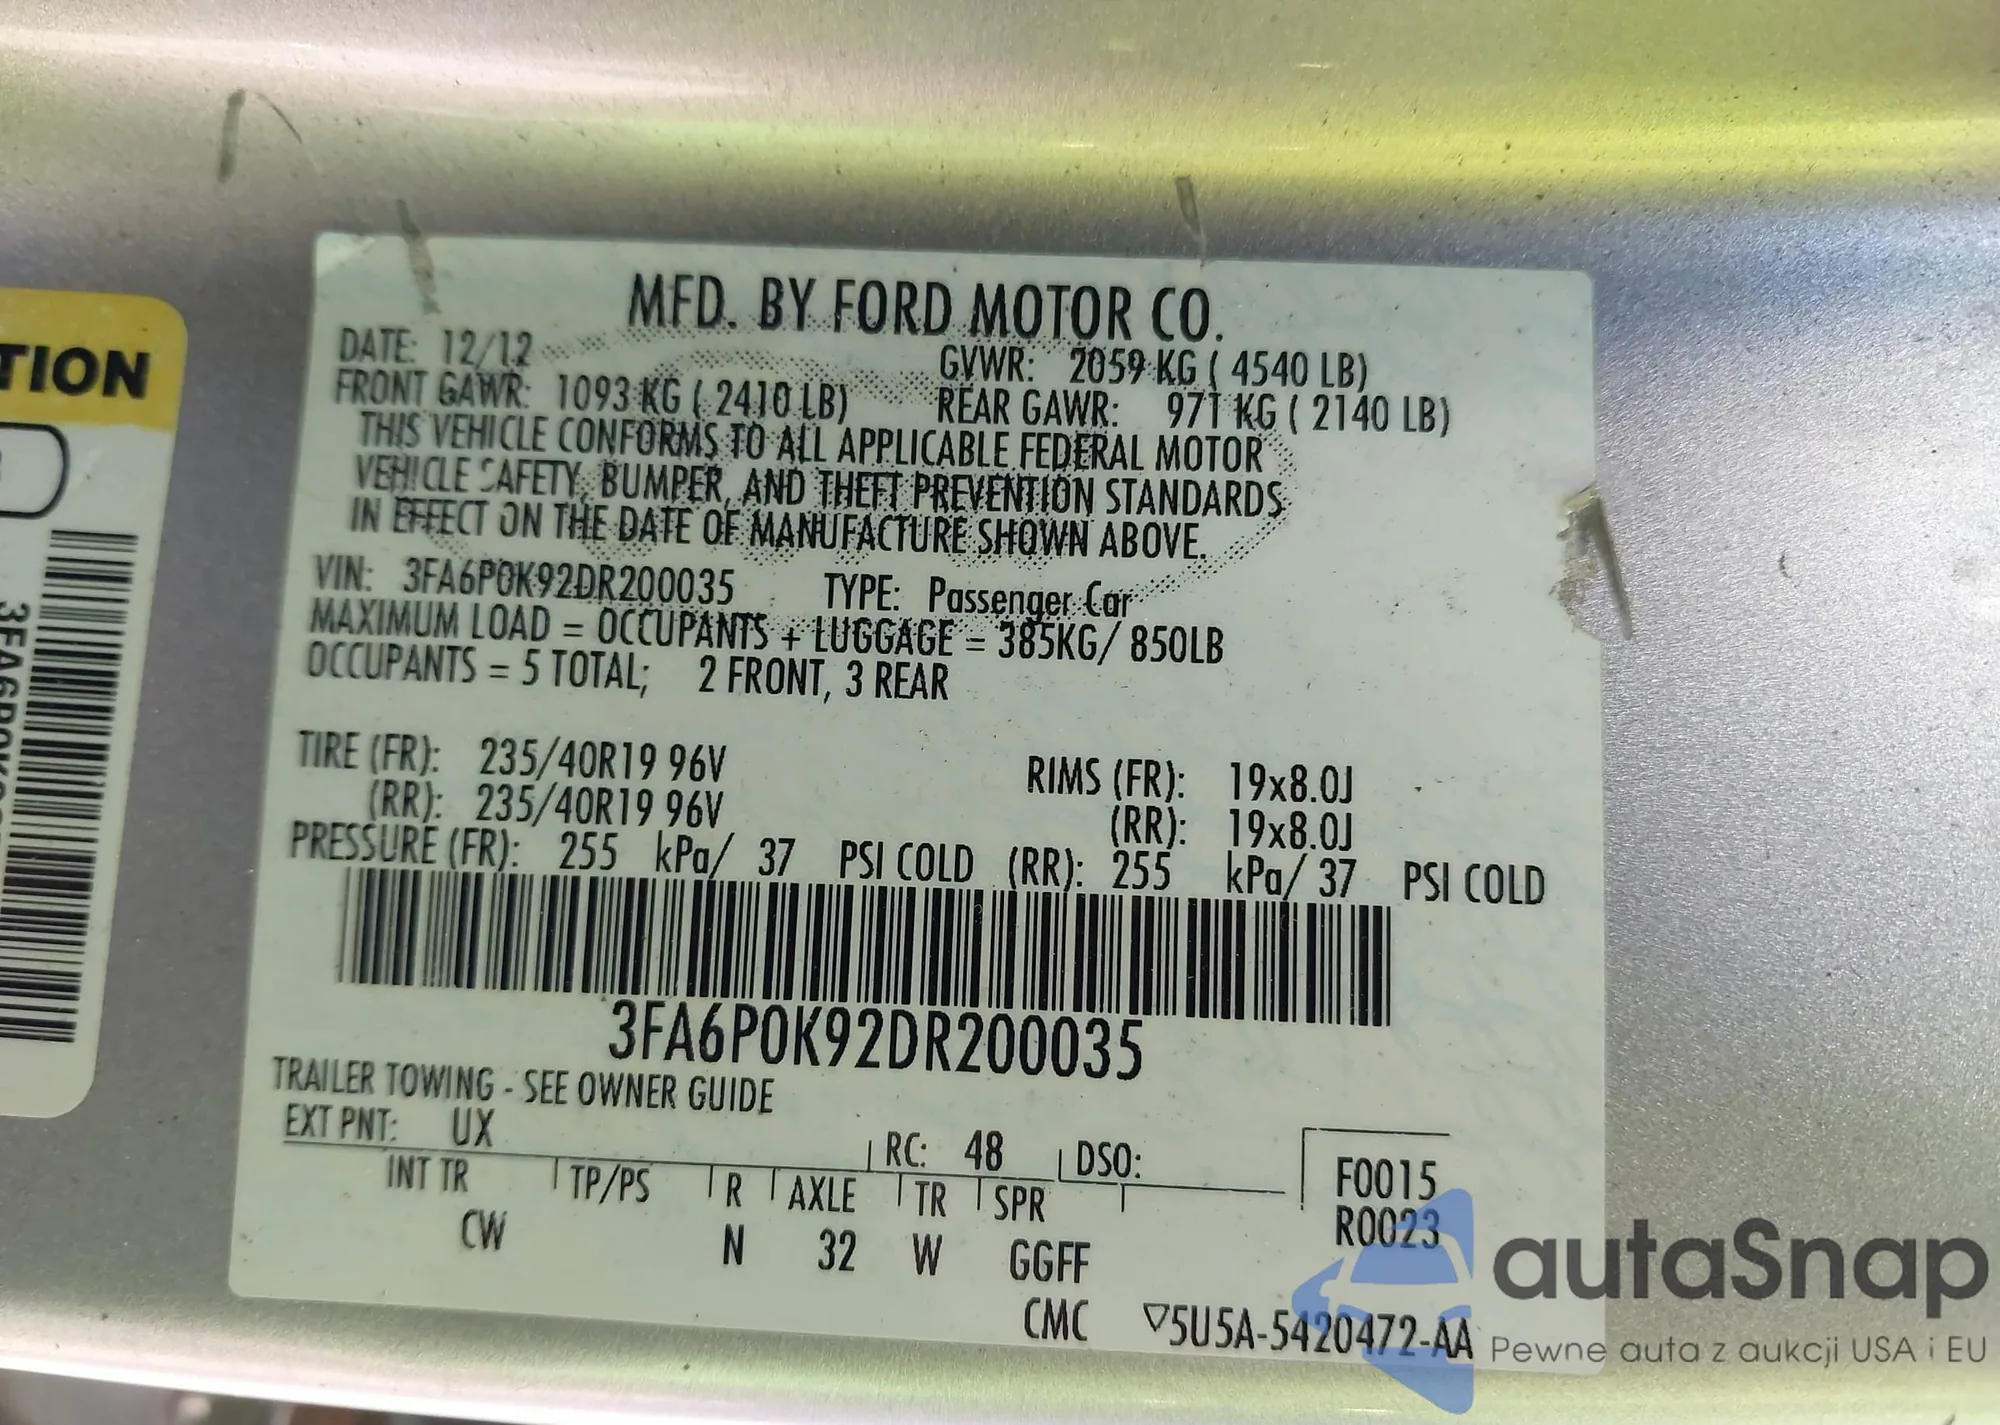 TION
3FA6P0K
MFD. BY FORD MOTOR CO.
DATE: 12/12
GVWR: 2059 KG ( 4540 LB)
FRONT GAWR: 1093 KG ( 2410 LB)
REAR GAWR: 971 KG ( 2140 LB)
THIS VEHICLE CONFORMS TO ALL APPLICABLE FEDERAL MOTOR
VEHICLE SAFETY, BUMPER, AND THEFT PREVENTION STANDARDS
IN EFFECT ON THE DATE OF MANUFACTURE SHOWN ABOVE.
VIN: 3FA6P0K92DR200035 TYPE: Passenger Car
MAXIMUM LOAD = OCCUPANTS + LUGGAGE = 385KG/ 850LB
OCCUPANTS = 5 TOTAL; 2 FRONT, 3 REAR
TIRE (FR): 235/40R19 96V RIMS (FR): 19x8.0J
(RR): 235/40R19 96V (RR): 19x8.0J
PRESSURE (FR): 255 kPa/ 37 PSI COLD (RR): 255 kPa/ 37 PSI COLD
3FA6P0K92DR200035
TRAILER TOWING - SEE OWNER GUIDE
EXT PNT: UX RC: 48 DSO:
INT TR TP/PS R AXLE TR SPR F0015
CW N 32 W GGFF R0023
CMC ▽5U5A-5420472-AA
autaSnap
Pewne auta z aukcji USA i EU